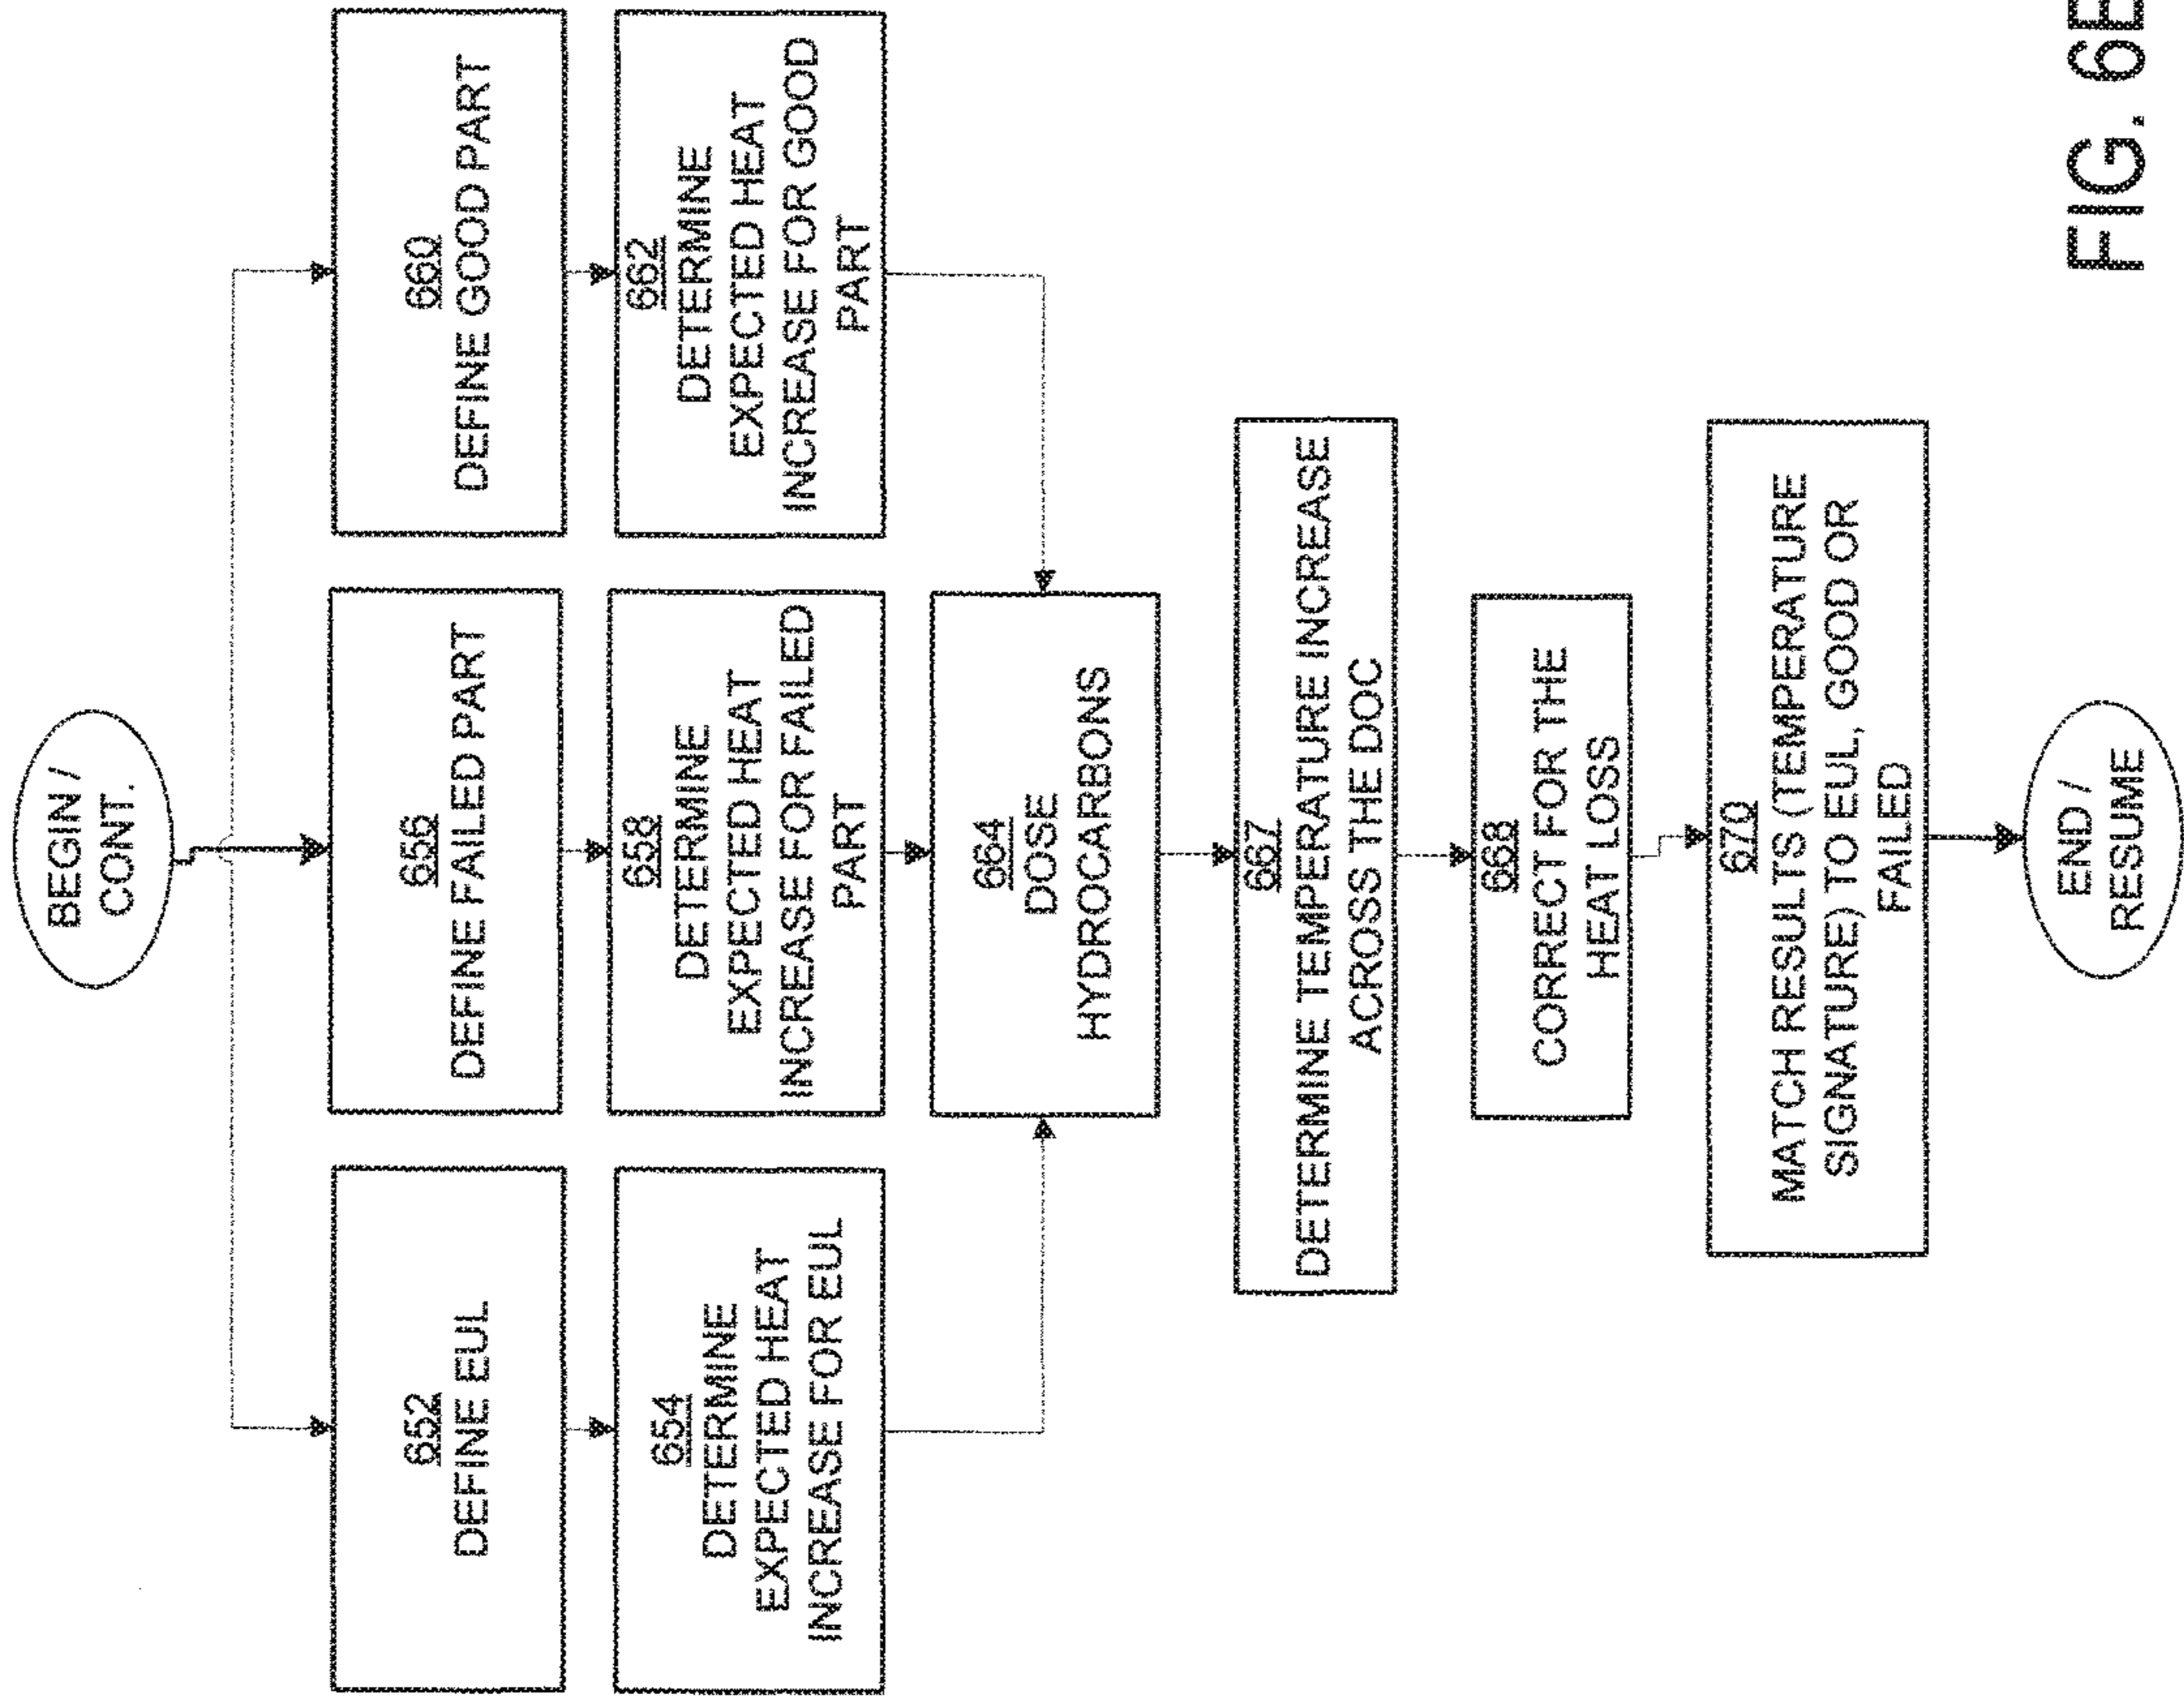 BEGIN /
CONT.
652
DEFINE EUL
656
DEFINE FAILED PART
660
DEFINE GOOD PART
654
DETERMINE
EXPECTED HEAT
INCREASE FOR EUL
658
DETERMINE
EXPECTED HEAT
INCREASE FOR FAILED
PART
662
DETERMINE
EXPECTED HEAT
INCREASE FOR GOOD
PART
664
DOSE
HYDROCARBONS
667
DETERMINE TEMPERATURE INCREASE
ACROSS THE DOC
668
CORRECT FOR THE
HEAT LOSS
670
MATCH RESULTS (TEMPERATURE
SIGNATURE) TO EUL, GOOD OR
FAILED
END /
RESUME
FIG.